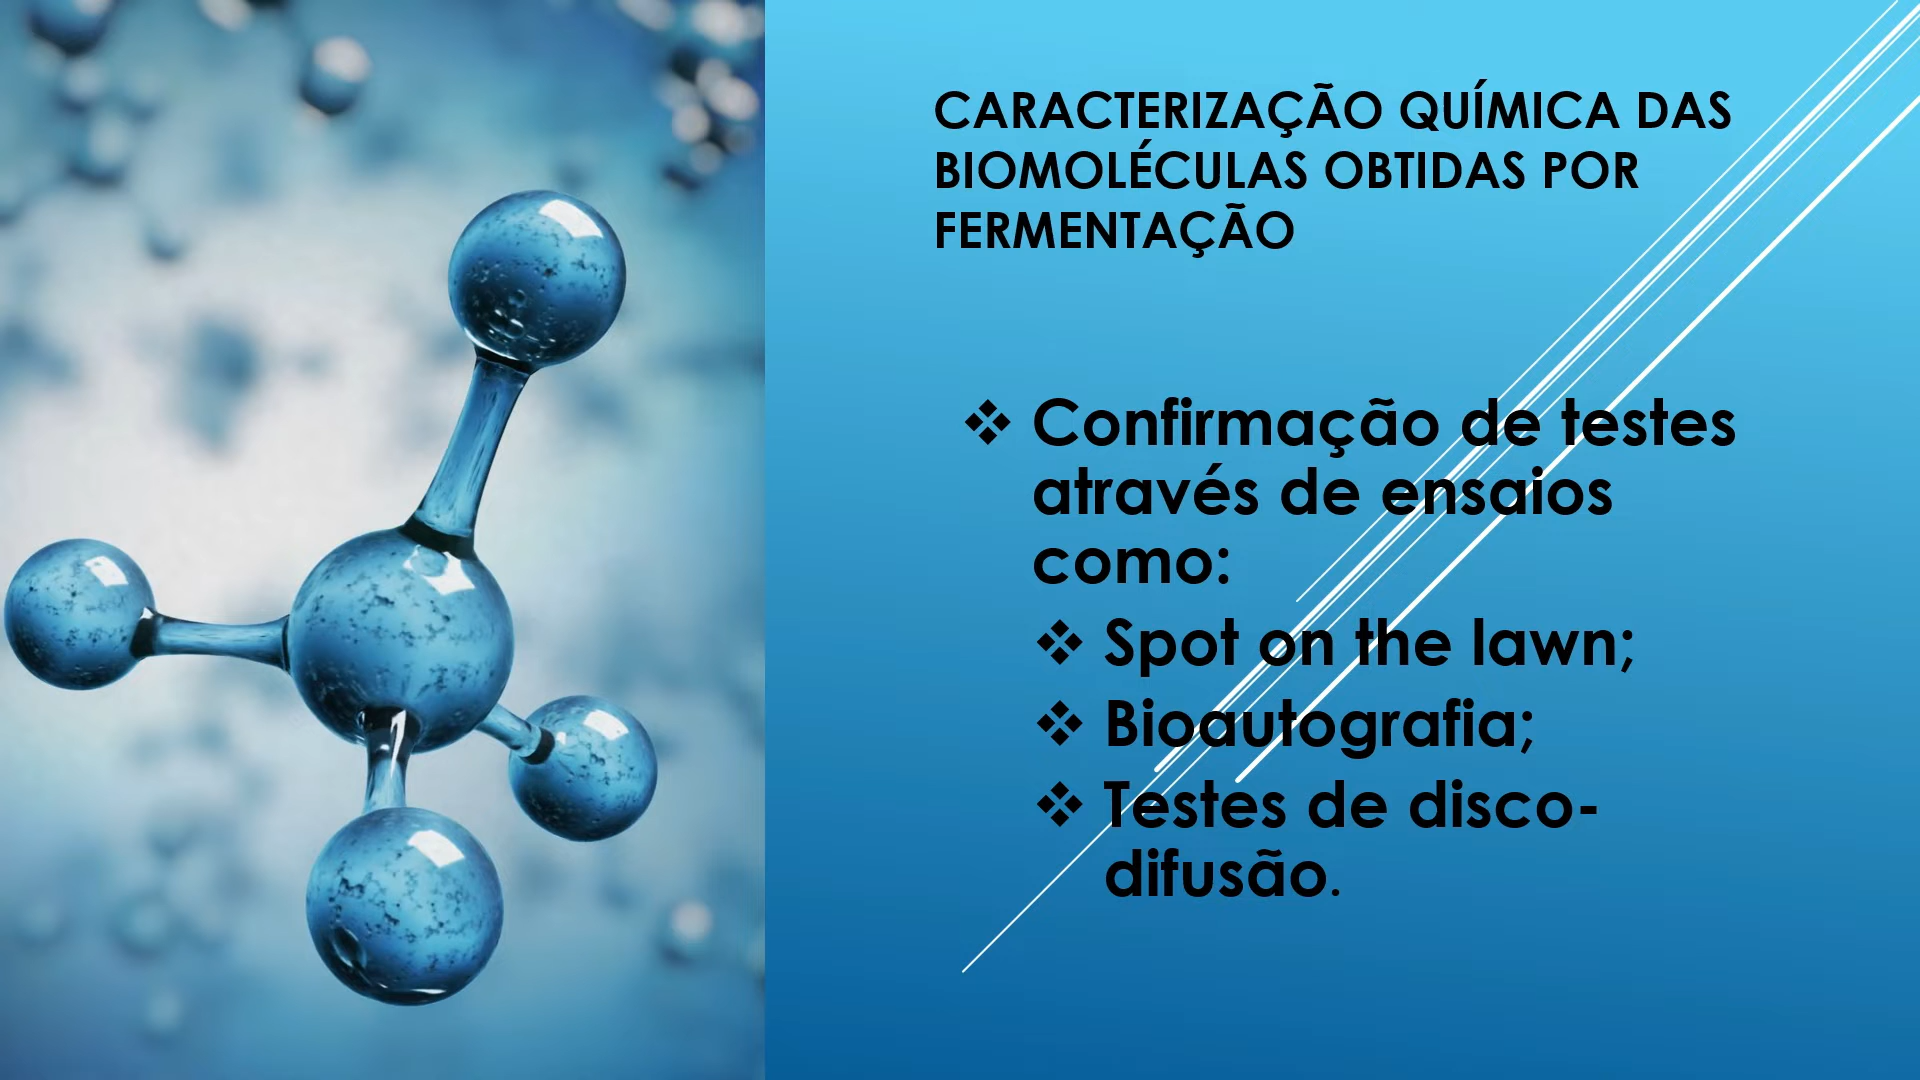 CARACTERIZAÇÃO QUÍMICA DAS
BIOMOLÉCULAS OBTIDAS POR
FERMENTAÇÃO
❖ Confirmação de testes
através de ensaios
como:
❖ Spot on the lawn;
❖ Bioautografia;
❖ Testes de disco-
difusão.